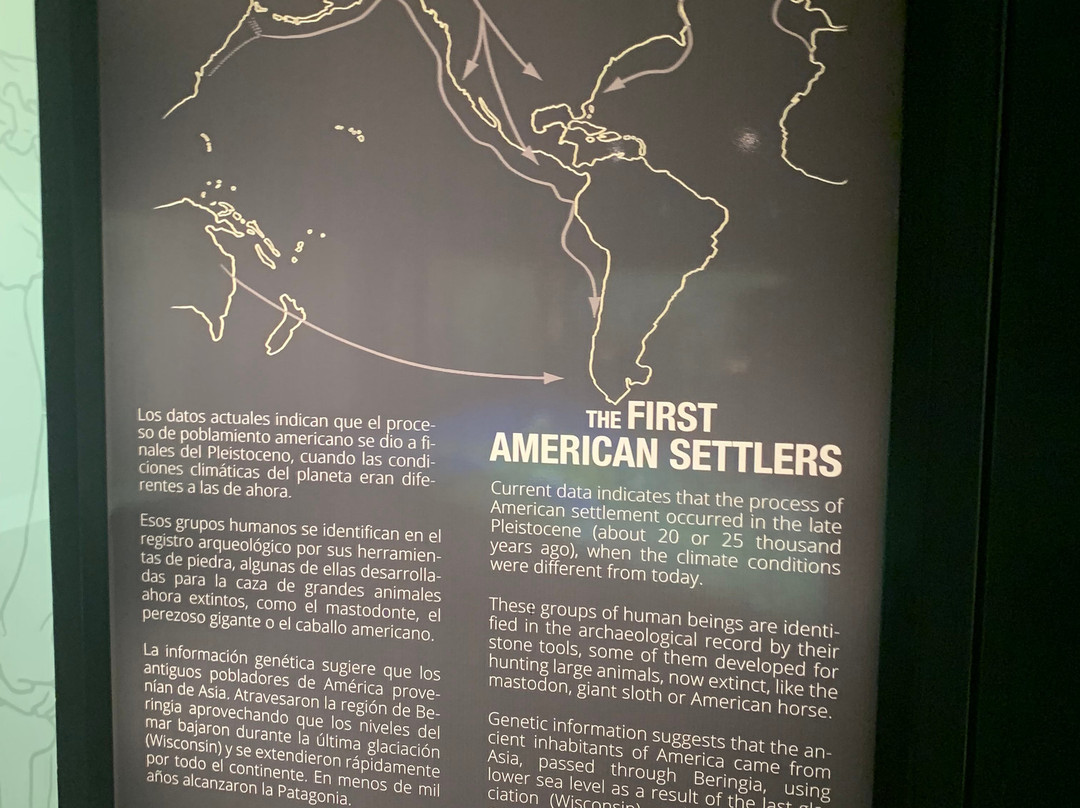 Los datos actuales indican que el proce-
so de poblamiento americano se dio a fi-
nales del Pleistoceno, cuando las condi-
ciones climáticas del planeta eran dife-
rentes a las de ahora.
Esos grupos humanos se identifican en el
registro arqueológico por sus herramien-
tas de piedra, algunas de ellas desarrolla-
das para la caza de grandes animales
ahora extintos, como el mastodonte, el
perezoso gigante o el caballo americano.
La información genética sugiere que los
antiguos pobladores de América prove-
nían de Asia. Atravesaron la región de Be-
ringia aprovechando que los niveles del
mar bajaron durante la última glaciación
(Wisconsin) y se extendieron rápidamente
por todo el continente. En menos de mil
años alcanzaron la Patagonia.
THE FIRST
AMERICAN SETTLERS
Current data indicates that the process of
American settlement occurred in the late
Pleistocene (about 20 or 25 thousand
years ago), when the climate conditions
were different from today.
These groups of human beings are identi-
fied in the archaeological record by their
stone tools, some of them developed for
hunting large animals, now extinct, like the
mastodon, giant sloth or American horse.
Genetic information suggests that the an-
cient inhabitants of America came from
Asia, passed through Beringia, using
lower sea level as a result of the last gla-
ciation (Wisconsin)